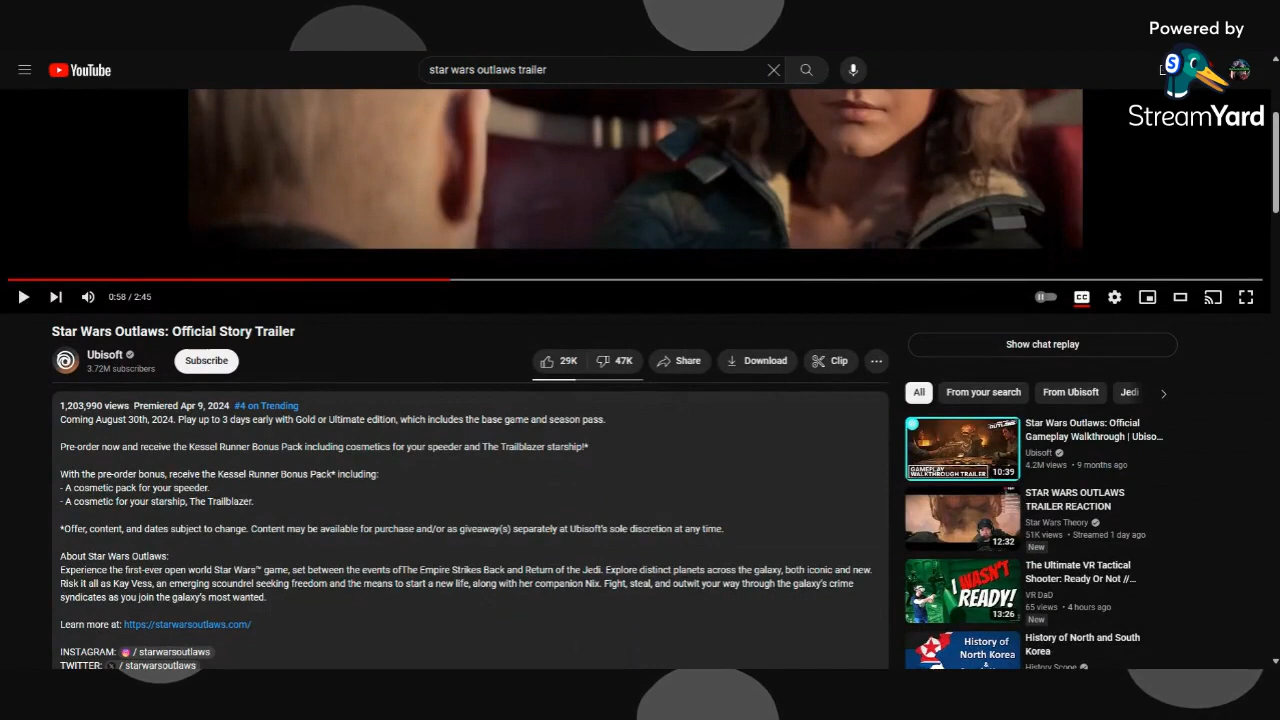 Powered by
StreamYard
YouTube
star wars outlaws trailer
0:58 / 2:45
CC
Star Wars Outlaws: Official Story Trailer
Ubisoft
3.72M subscribers
Subscribe
29K
47K
Share
Download
Clip
1,203,990 views Premiered Apr 9, 2024 #4 on Trending
Coming August 30th, 2024. Play up to 3 days early with Gold or Ultimate edition, which includes the base game and season pass.
Pre-order now and receive the Kessel Runner Bonus Pack including cosmetics for your speeder and The Trailblazer starship!*
With the pre-order bonus, receive the Kessel Runner Bonus Pack* including:
- A cosmetic pack for your speeder.
- A cosmetic for your starship, The Trailblazer.
*Offer, content, and dates subject to change. Content may be available for purchase and/or as giveaway(s) separately at Ubisoft's sole discretion at any time.
About Star Wars Outlaws:
Experience the first-ever open world Star Wars™ game, set between the events ofThe Empire Strikes Back and Return of the Jedi. Explore distinct planets across the galaxy, both iconic and new.
Risk it all as Kay Vess, an emerging scoundrel seeking freedom and the means to start a new life, along with her companion Nix. Fight, steal, and outwit your way through the galaxy's crime
syndicates as you join the galaxy's most wanted.
Learn more at: https://starwarsoutlaws.com/
INSTAGRAM: / starwarsoutlaws
TWITTER: / starwarsoutlaws
Show chat replay
All
From your search
From Ubisoft
Jedi
GAMEPLAY
WALKTHROUGH TRAILER
10:39
Star Wars Outlaws: Official
Gameplay Walkthrough | Ubiso...
Ubisoft
4.2M views • 9 months ago
12:32
STAR WARS OUTLAWS
TRAILER REACTION
Star Wars Theory
51K views • Streamed 1 day ago
New
I WASN'T
READY!
13:26
The Ultimate VR Tactical
Shooter: Ready Or Not //...
VR DaD
65 views • 4 hours ago
New
History of
North Korea
&
History of North and South
Korea
History Scope